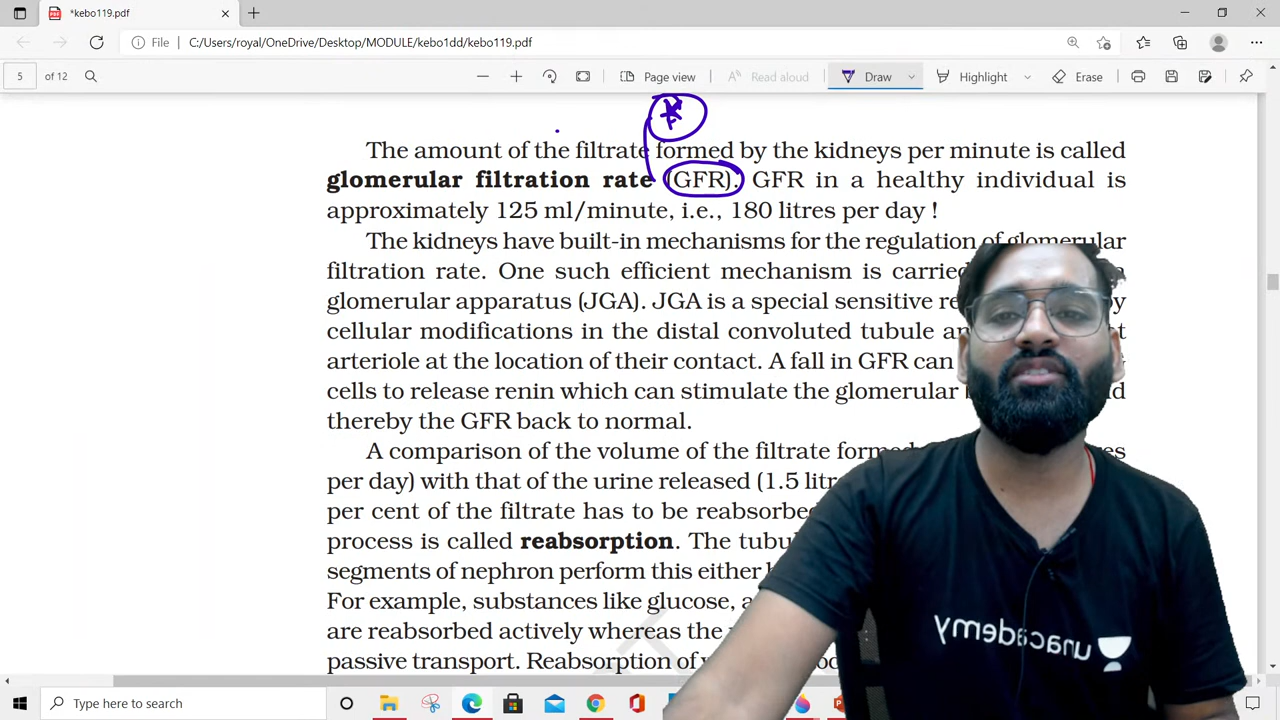 *kebo119.pdf
File C:/Users/royal/OneDrive/Desktop/MODULE/kebo1dd/kebo119.pdf
5 of 12 Page view Read aloud Draw Highlight Erase
The amount of the filtrate formed by the kidneys per minute is called
glomerular filtration rate (GFR). GFR in a healthy individual is
approximately 125 ml/minute, i.e., 180 litres per day !
The kidneys have built-in mechanisms for the regulation of glomerular
filtration rate. One such efficient mechanism is carried
glomerular apparatus (JGA). JGA is a special sensitive
cellular modifications in the distal convoluted tubule
arteriole at the location of their contact. A fall in GFR can
cells to release renin which can stimulate the glomerular
thereby the GFR back to normal.
A comparison of the volume of the filtrate formed
per day) with that of the urine released (1.5
per cent of the filtrate has to be reabsorbed
process is called reabsorption. The
segments of nephron perform this either
For example, substances like glucose,
are reabsorbed actively whereas the
passive transport. Reabsorption of
unacademy
Type here to search